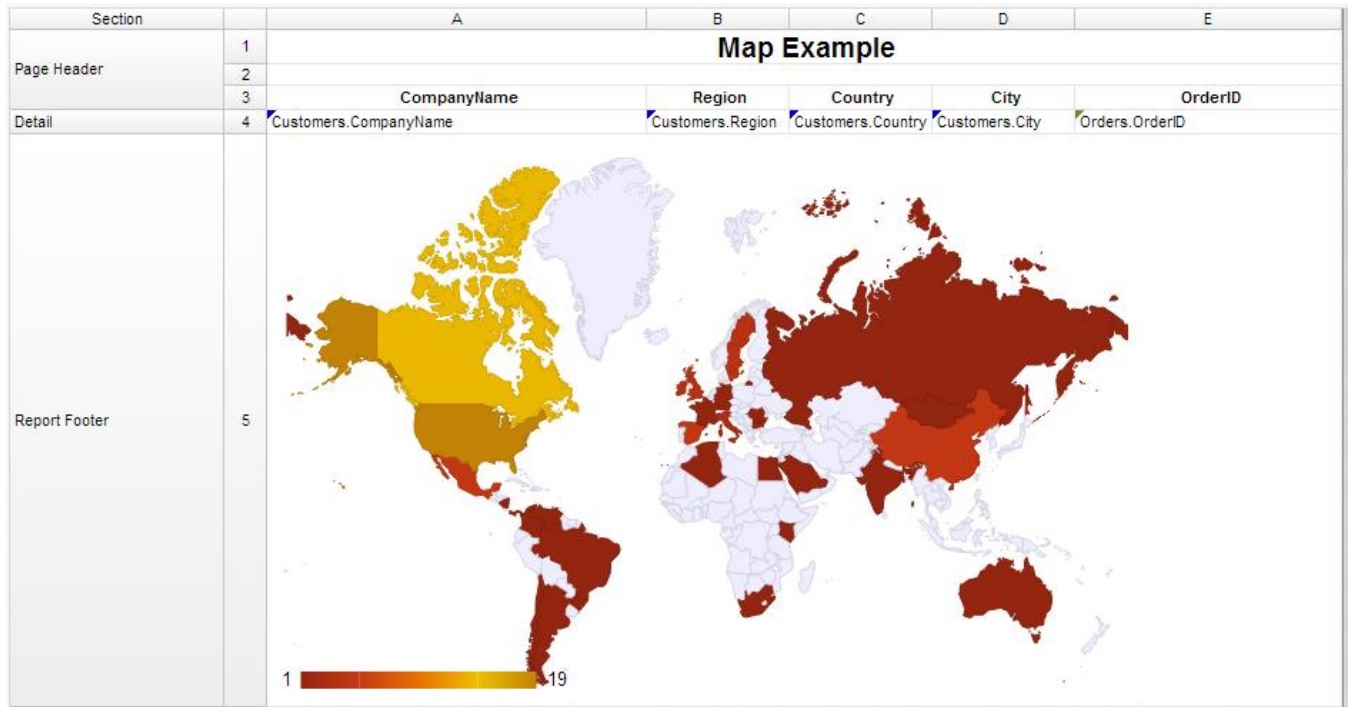 Section A B C D E
1 Map Example
Page Header
2
3 CompanyName Region Country City OrderID
Detail 4 Customers.CompanyName Customers.Region Customers.Country Customers.City Orders.OrderID
Report Footer 5
1 19